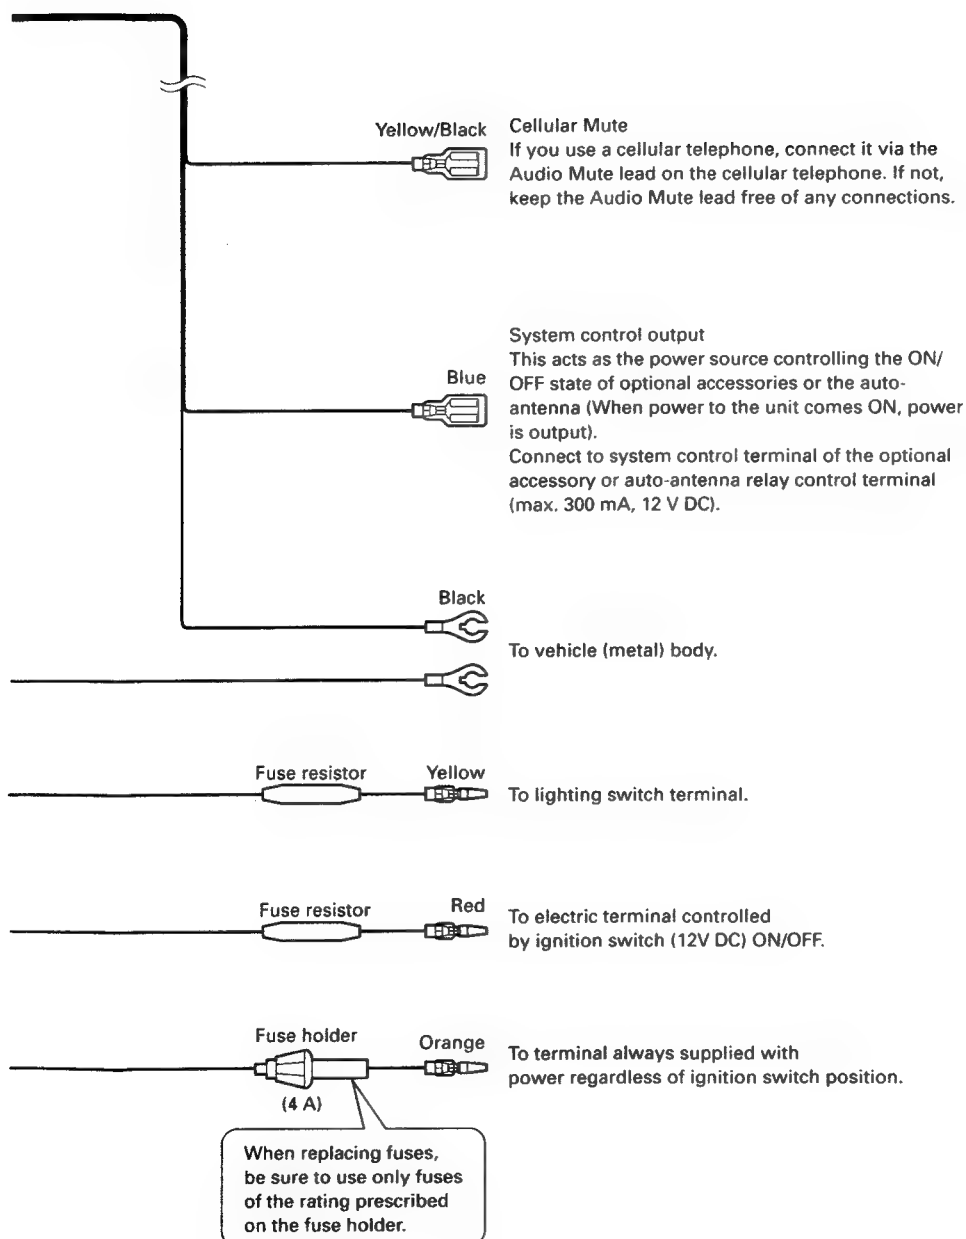 Yellow/Black
Cellular Mute
If you use a cellular telephone, connect it via the
Audio Mute lead on the cellular telephone. If not,
keep the Audio Mute lead free of any connections.
Blue
System control output
This acts as the power source controlling the ON/
OFF state of optional accessories or the auto-
antenna (When power to the unit comes ON, power
is output).
Connect to system control terminal of the optional
accessory or auto-antenna relay control terminal
(max. 300 mA, 12 V DC).
Black
To vehicle (metal) body.
Fuse resistor
Yellow
To lighting switch terminal.
Fuse resistor
Red
To electric terminal controlled
by ignition switch (12V DC) ON/OFF.
Fuse holder
(4 A)
Orange
To terminal always supplied with
power regardless of ignition switch position.
When replacing fuses,
be sure to use only fuses
of the rating prescribed
on the fuse holder.